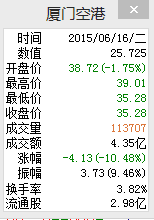 厦门空港
时间 2015/06/16/二
数值 25.725
开盘价 38.72(-1.75%)
最高价 39.01
最低价 35.28
收盘价 35.28
成交量 113707
成交额 4.35亿
涨幅 -4.13(-10.48%)
振幅 3.73(9.46%)
换手率 3.82%
流通股 2.98亿